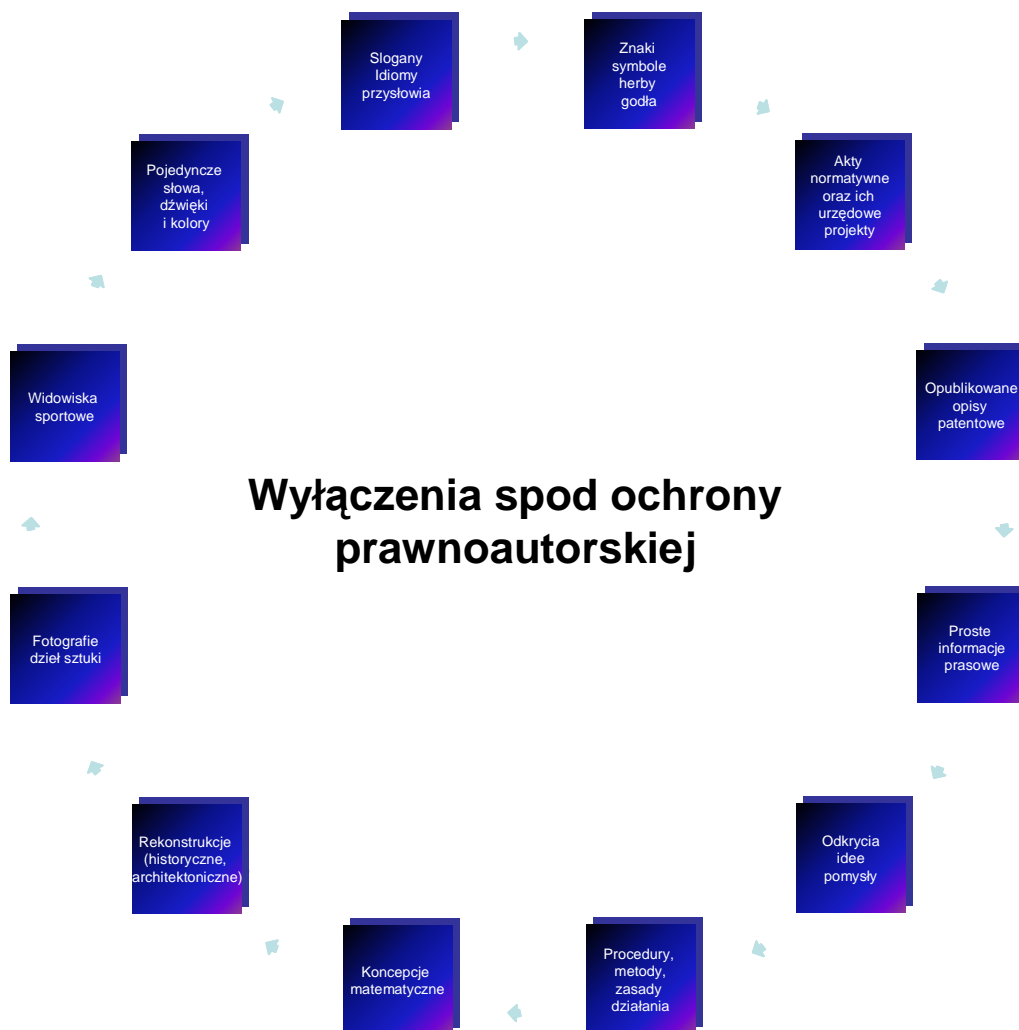 Slogany
Idiomy
przysłowia
Znaki
symbole
herby
godła
Akty
normatywne
oraz ich
urzędowe
projekty
Opublikowane
opisy
patentowe
Proste
informacje
prasowe
Odkrycia
idee
pomysły
Procedury,
metody,
zasady
działania
Koncepcje
matematyczne
Rekonstrukcje
(historyczne,
architektoniczne)
Fotografie
dzieł sztuki
Widowiska
sportowe
Pojedyncze
słowa,
dźwięki
i kolory
Wyłączenia spod ochrony
prawnoautorskiej